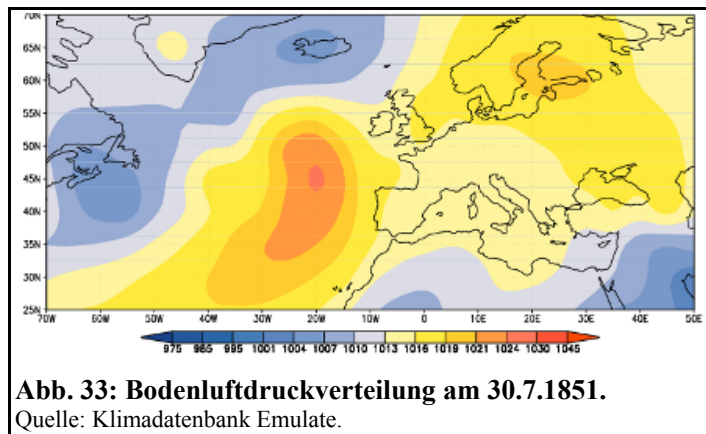 70N
65N
60N
55N
50N
45N
40N
35N
30N
25N
70W 60W 50W 40W 30W 20W 10W 0 10E 20E 30E 40E 50E
975 985 995 1001 1004 1007 1010 1013 1016 1019 1021 1024 1030 1045
Abb. 33: Bodenluftdruckverteilung am 30.7.1851.
Quelle: Klimadatenbank Emulate.